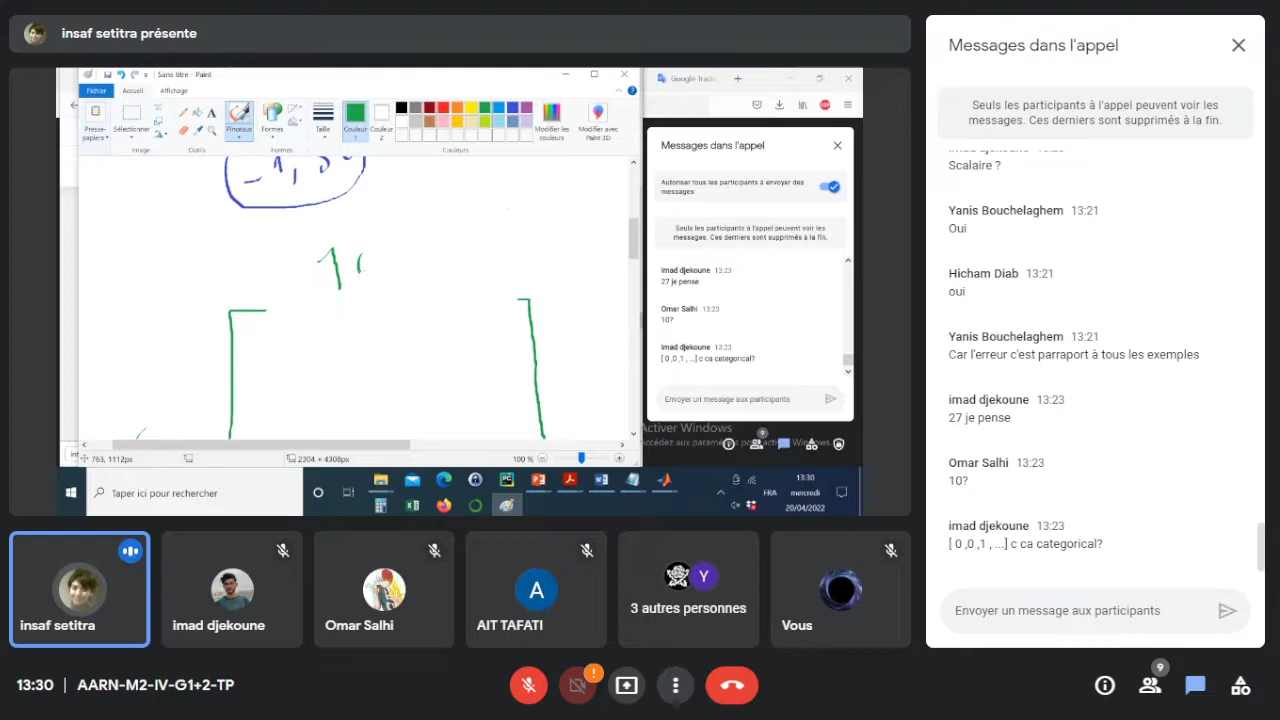 insaf setitra présente
Sans titre - Paint
Fichier
Accueil
Affichage
Presse-papiers
Sélectionner
Image
Pinceaux
Outils
Formes
Formes
Taille
Couleur 1
Couleur 2
Couleurs
Modifier les couleurs
Modifier avec Paint 3D
763, 1112px
2304 × 4308px
100 %
Google Tradu
Messages dans l'appel
Autoriser tous les participants à envoyer des messages
Seuls les participants à l'appel peuvent voir les messages. Ces derniers sont supprimés à la fin.
imad djekoune 13:23
27 je pense
Omar Salhi 13:23
10?
imad djekoune 13:23
[ 0 ,0 ,1 , ...] c ca categorical?
Envoyer un message aux participants
Activer Windows
9
Taper ici pour rechercher
FRA
13:30
mercredi
20/04/2022
insaf setitra
imad djekoune
Omar Salhi
A
AIT TAFATI
Y
3 autres personnes
Vous
13:30 | AARN-M2-IV-G1+2-TP
Messages dans l'appel
Seuls les participants à l'appel peuvent voir les messages. Ces derniers sont supprimés à la fin.
Scalaire ?
Yanis Bouchelaghem 13:21
Oui
Hicham Diab 13:21
oui
Yanis Bouchelaghem 13:21
Car l'erreur c'est parraport à tous les exemples
imad djekoune 13:23
27 je pense
Omar Salhi 13:23
10?
imad djekoune 13:23
[ 0 ,0 ,1 , ...] c ca categorical?
Envoyer un message aux participants
9